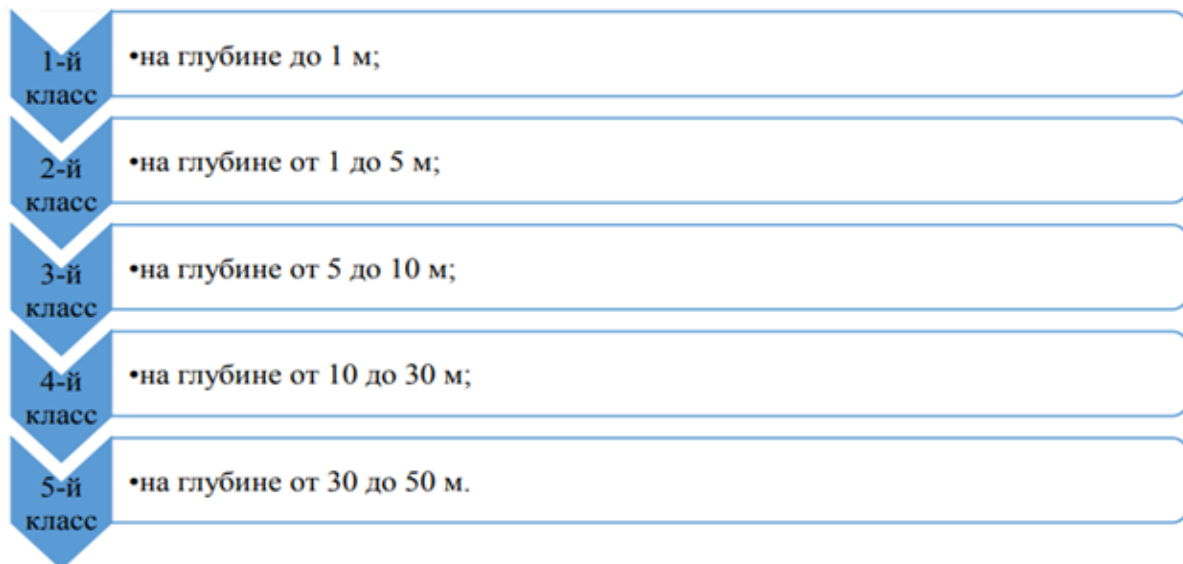 1-й
класс
•на глубине до 1 м;
2-й
класс
•на глубине от 1 до 5 м;
3-й
класс
•на глубине от 5 до 10 м;
4-й
класс
•на глубине от 10 до 30 м;
5-й
класс
•на глубине от 30 до 50 м.